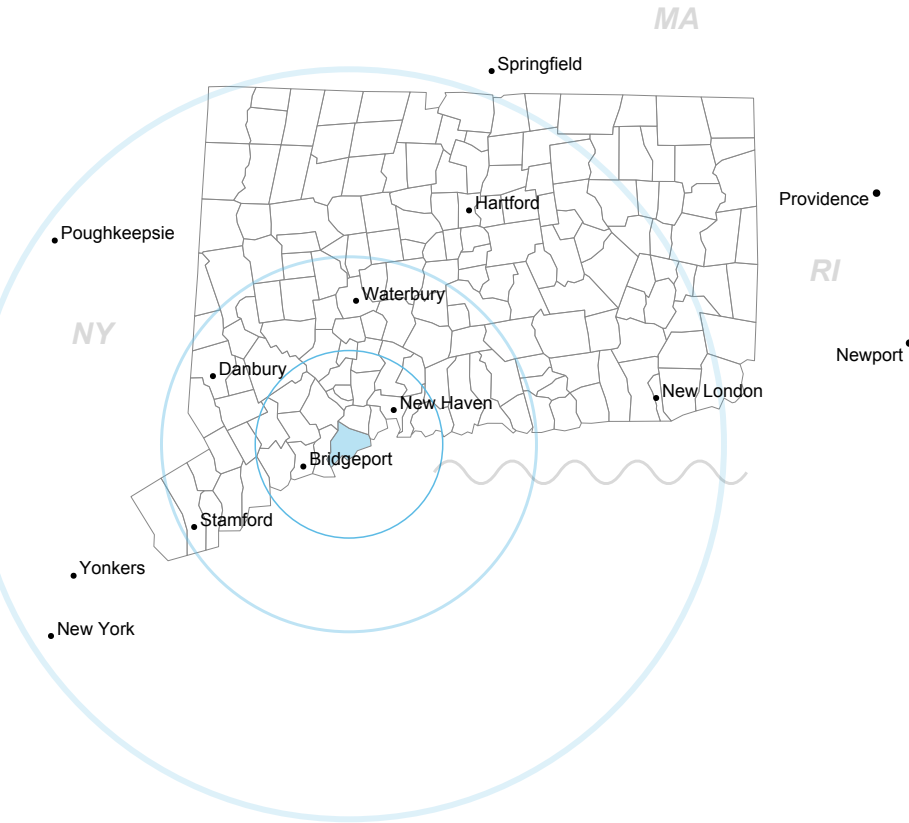 MA
Springfield
Providence
Hartford
Poughkeepsie
RI
Waterbury
NY
Newport
Danbury
New London
New Haven
Bridgeport
Stamford
Yonkers
New York